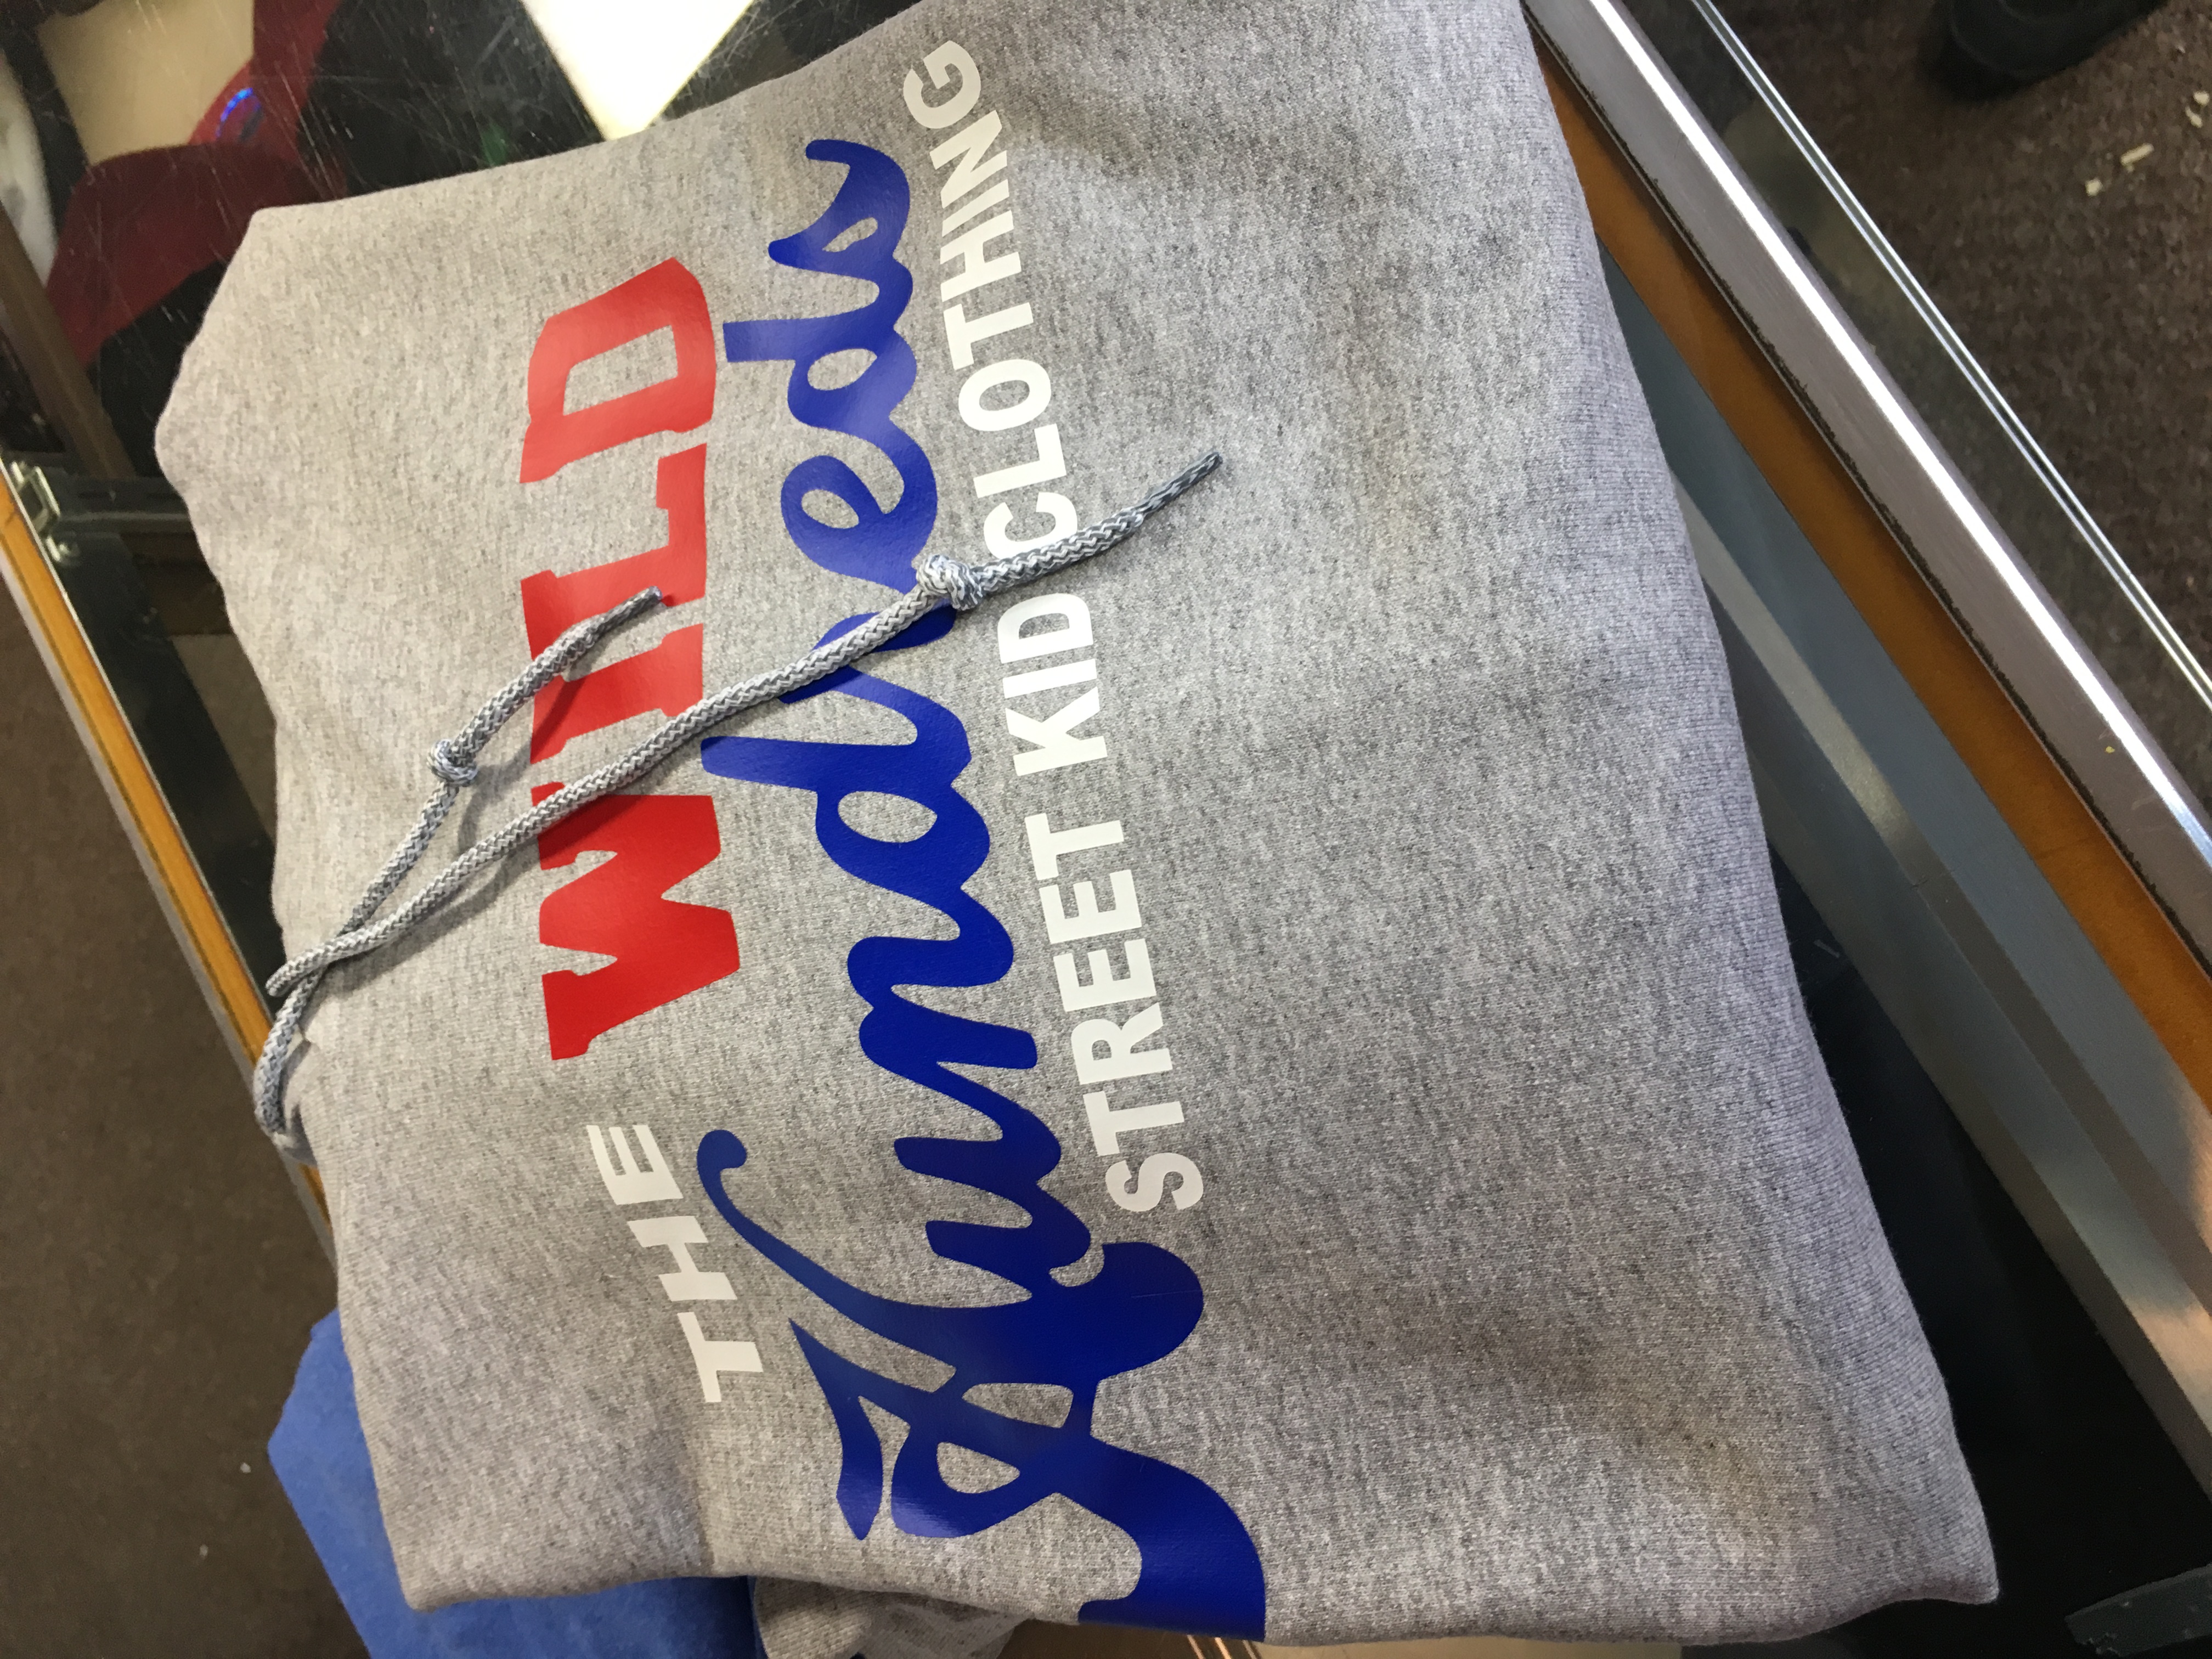 THE WILD
Hundreds
STREET KID CLOTHING